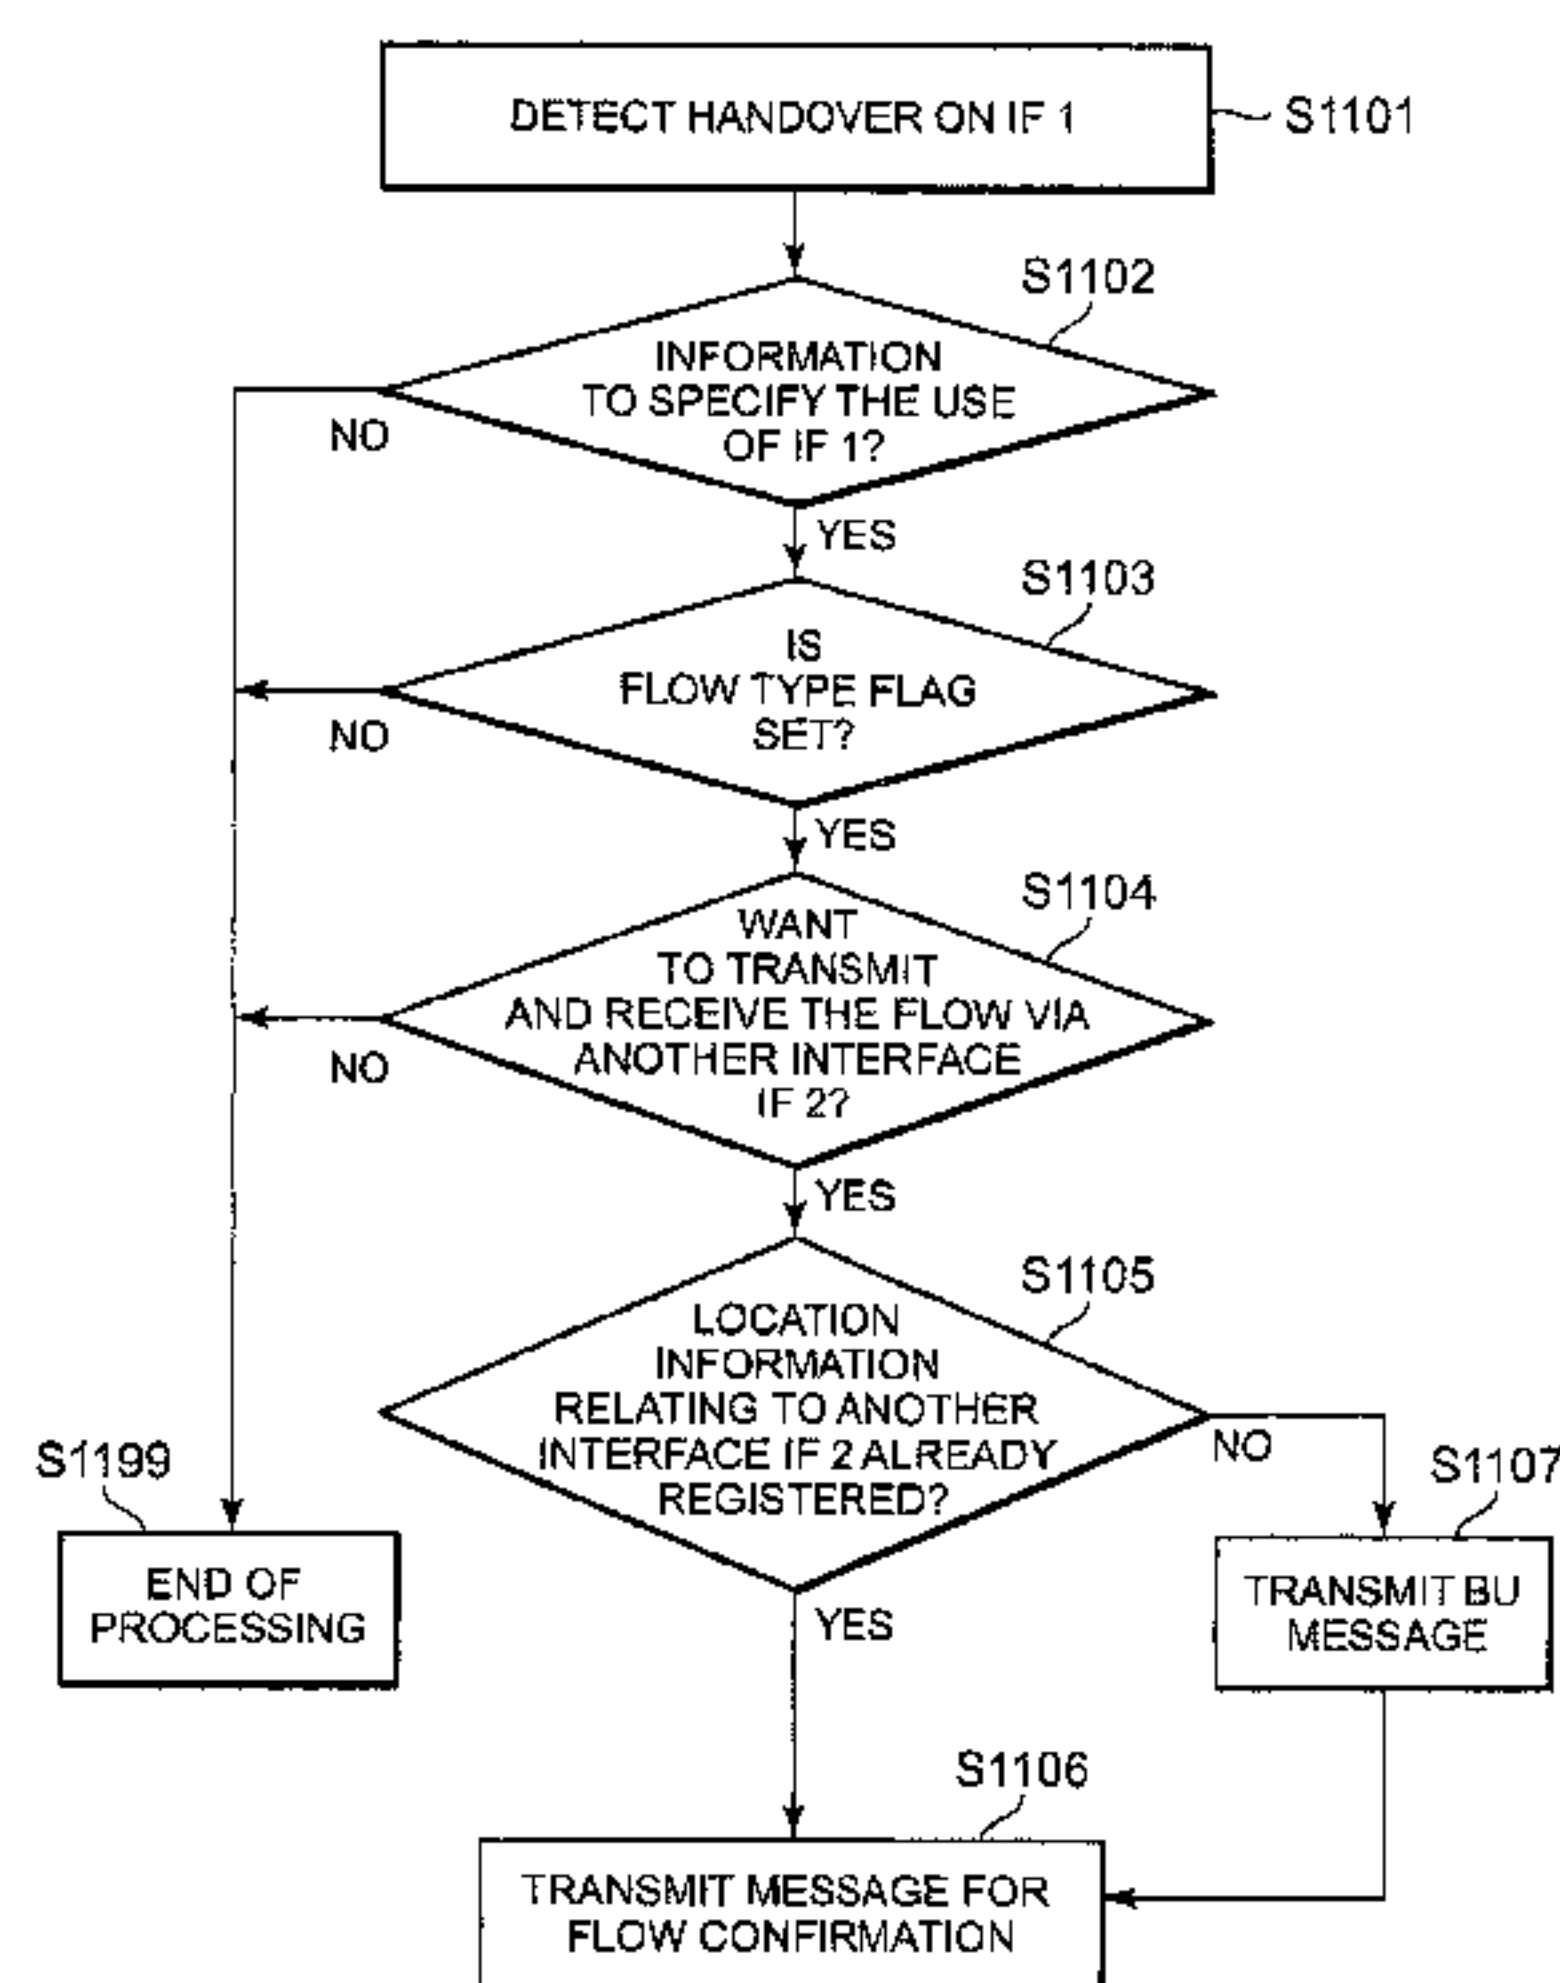 DETECT HANDOVER ON IF 1
S1101
S1102
INFORMATION
TO SPECIFY THE USE
OF IF 1?
NO
YES
S1103
IS
FLOW TYPE FLAG
SET?
NO
YES
S1104
WANT
TO TRANSMIT
AND RECEIVE THE FLOW VIA
ANOTHER INTERFACE
IF 2?
NO
YES
S1105
LOCATION
INFORMATION
RELATING TO ANOTHER
INTERFACE IF 2 ALREADY
REGISTERED?
NO
YES
S1199
END OF
PROCESSING
S1107
TRANSMIT BU
MESSAGE
S1106
TRANSMIT MESSAGE FOR
FLOW CONFIRMATION